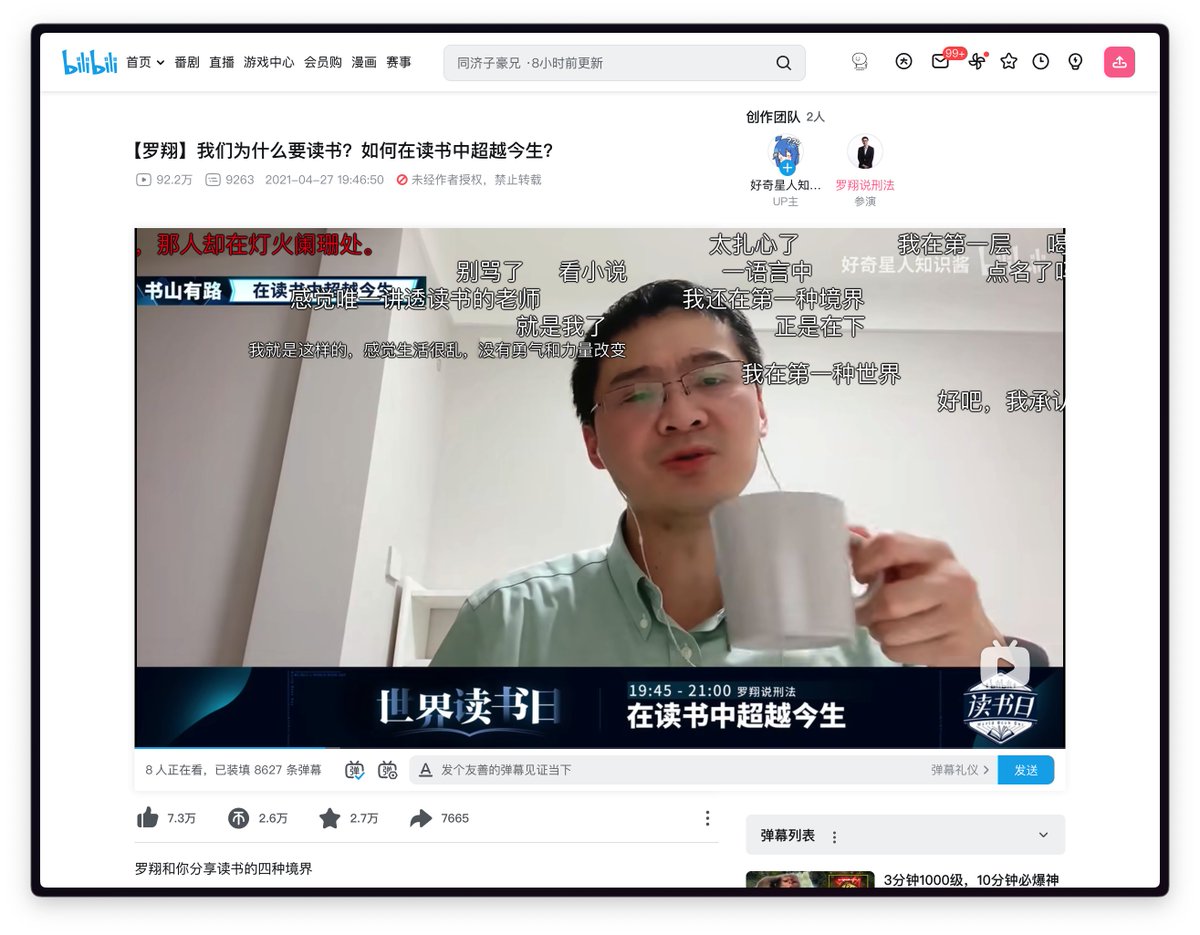 bilibili 首页 番剧 直播 游戏中心 会员购 漫画 赛事
同济子豪兄 ·8小时前更新
99+
创作团队 2人
【罗翔】我们为什么要读书？如何在读书中超越今生？
92.2万 9263 2021-04-27 19:46:50 未经作者授权，禁止转载
好奇星人知... 罗翔说刑法
UP主 参演
，那人却在灯火阑珊处。 太扎心了 我在第一层
别骂了 看小说 一语言中 好奇星人知识酱 点名了吧
书山有路 在读书中超越今生
感觉唯一讲透读书的老师 我还在第一种境界
就是我了 正是在下
我就是这样的，感觉生活很乱，没有勇气和力量改变
我在第一种世界
好吧，我承认
世界读书日
19:45 - 21:00 罗翔说刑法
在读书中超越今生
读书日
World Book Day
8 人正在看，已装填 8627 条弹幕 发个友善的弹幕见证当下 弹幕礼仪 发送
7.3万 2.6万 2.7万 7665
弹幕列表
罗翔和你分享读书的四种境界
3分钟1000级，10分钟必爆神